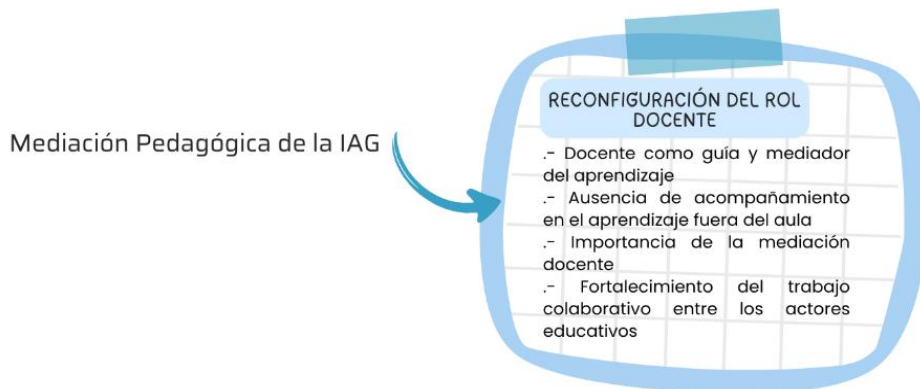 Mediación Pedagógica de la IAG
RECONFIGURACIÓN DEL ROL
DOCENTE
.- Docente como guía y mediador
del aprendizaje
.- Ausencia de acompañamiento
en el aprendizaje fuera del aula
.- Importancia de la mediación
docente
.- Fortalecimiento del trabajo
colaborativo entre los actores
educativos